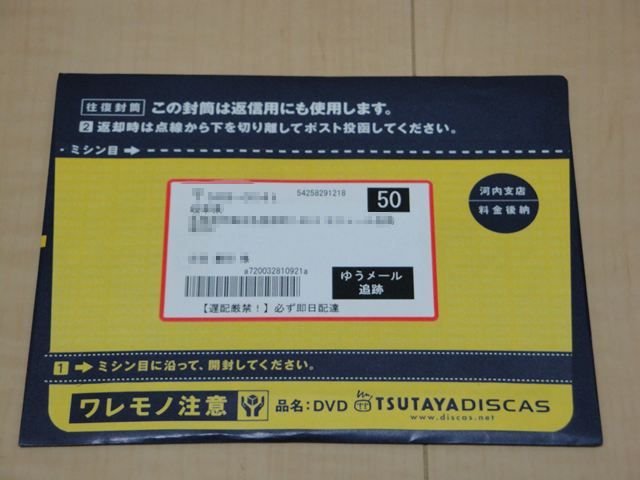 往復封筒 この封筒は返信用にも使用します。
2 返却時は点線から下を切り離してポスト投函してください。
ミシン目
54258291218
50
河内支店
料金後納
a720032810921a
ゆうメール
追跡
【遅配厳禁!】必ず即日配達
1 ミシン目に沿って、開封してください。
ワレモノ注意
品名:DVD
TSUTAYA DISCAS
www.discas.net